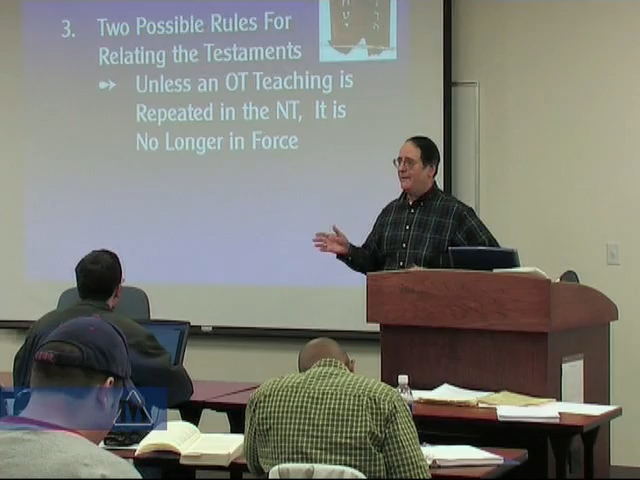 3. Two Possible Rules For
Relating the Testaments
➳ Unless an OT Teaching is
Repeated in the NT, It is
No Longer in Force